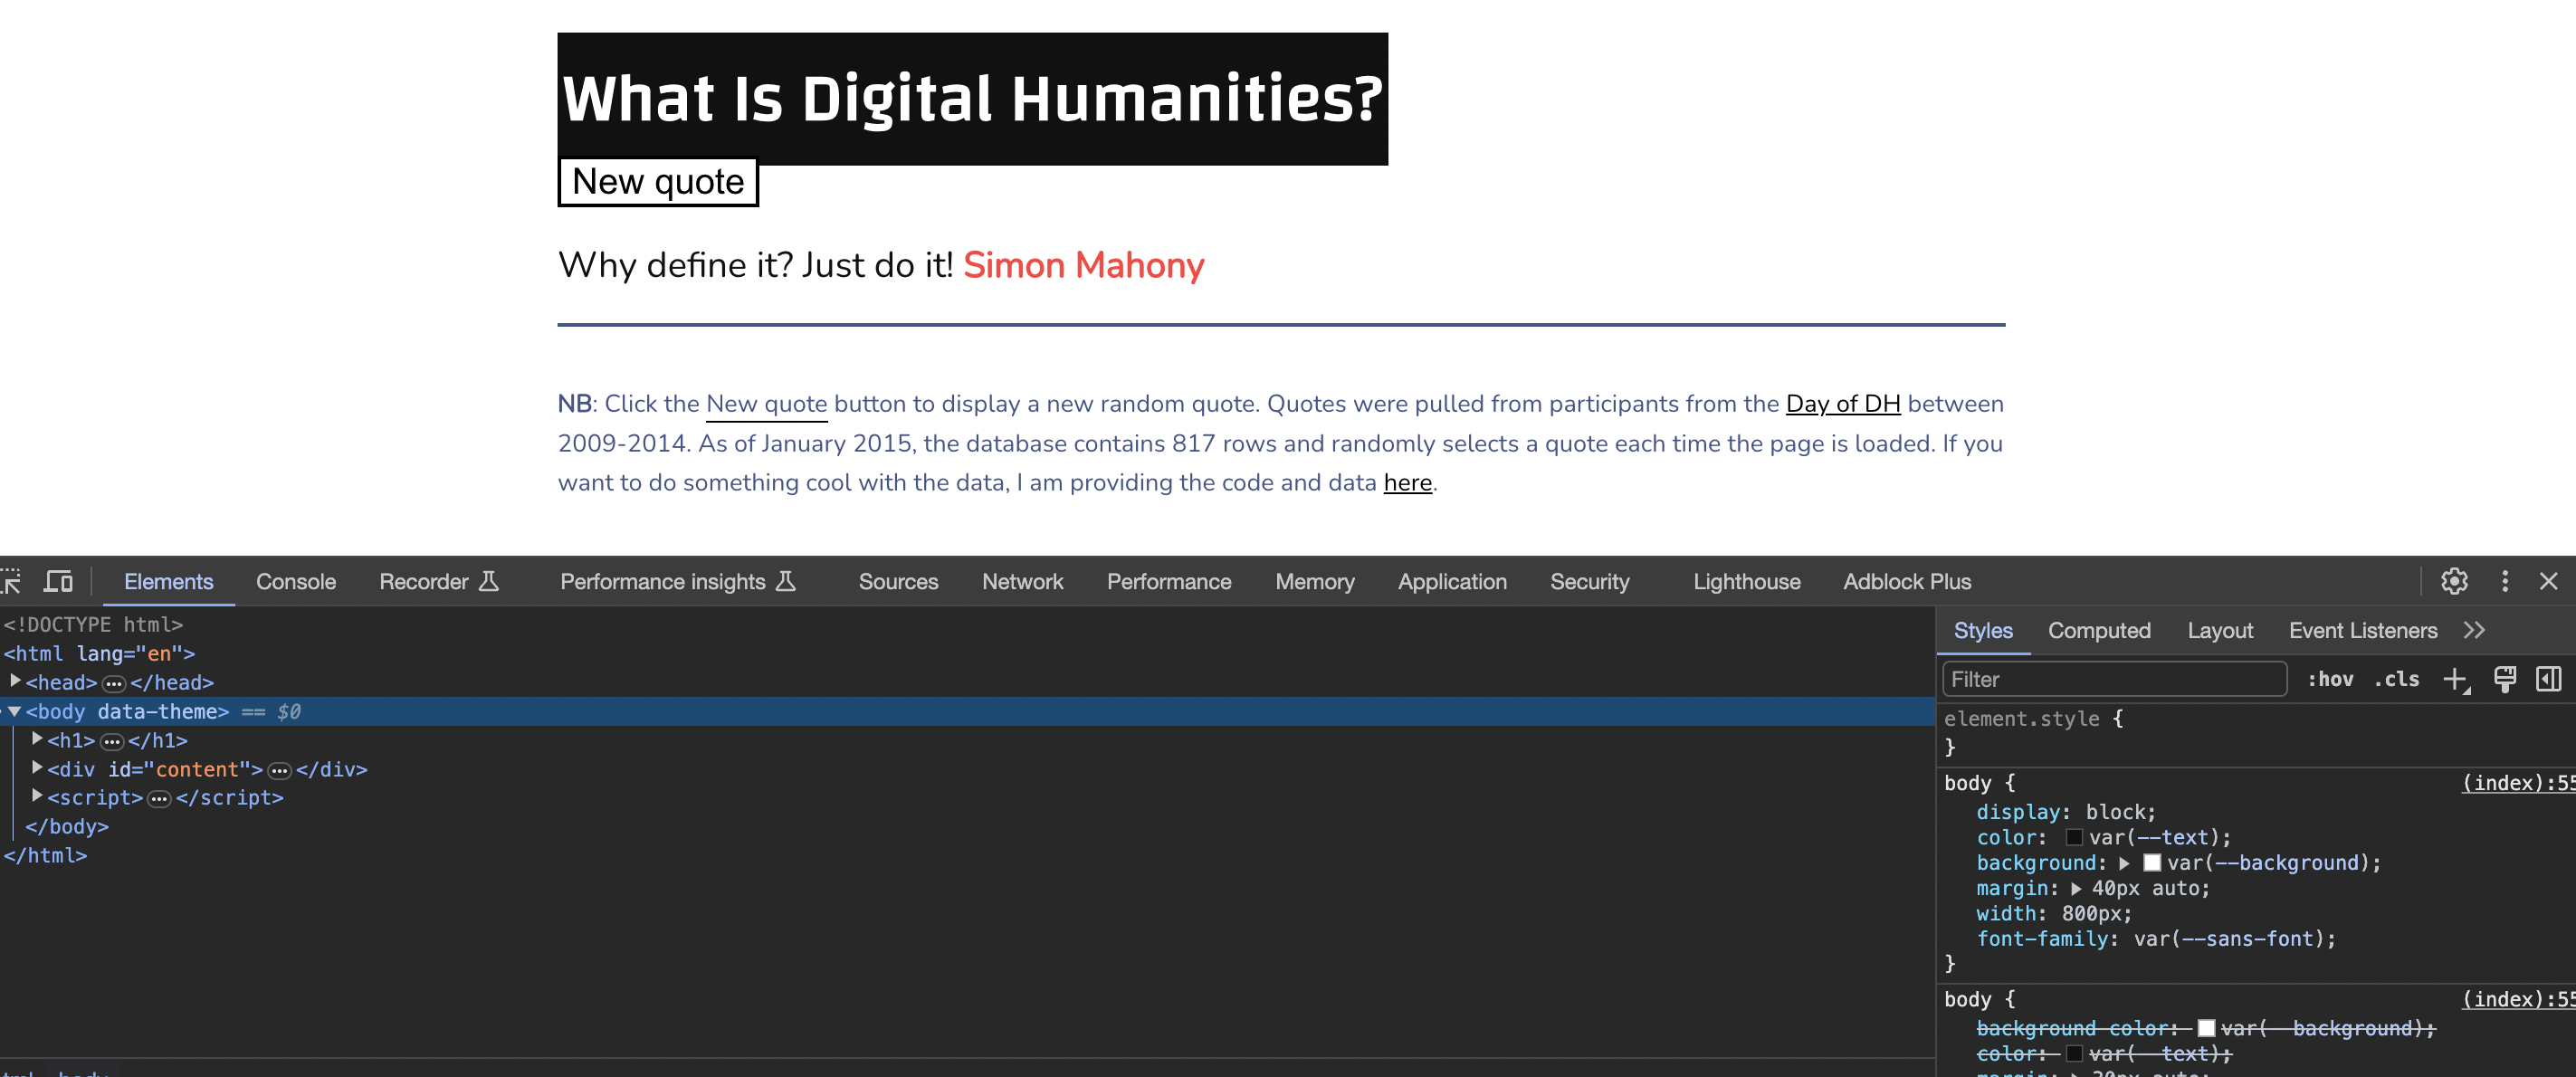 What Is Digital Humanities?
New quote
Why define it? Just do it! Simon Mahony
NB: Click the New quote button to display a new random quote. Quotes were pulled from participants from the Day of DH between
2009-2014. As of January 2015, the database contains 817 rows and randomly selects a quote each time the page is loaded. If you
want to do something cool with the data, I am providing the code and data here.
Elements Console Recorder Performance insights Sources Network Performance Memory Application Security Lighthouse Adblock Plus
<!DOCTYPE html>
<html lang="en">
<head>…</head>
<body data-theme> == $0
<h1>…</h1>
<div id="content">…</div>
<script>…</script>
</body>
</html>
Styles Computed Layout Event Listeners
Filter :hov .cls
element.style {
}
body { (index):55
display: block;
color: var(--text);
background: var(--background);
margin: 40px auto;
width: 800px;
font-family: var(--sans-font);
}
body { (index):55
background-color: var(--background);
color: var(--text);